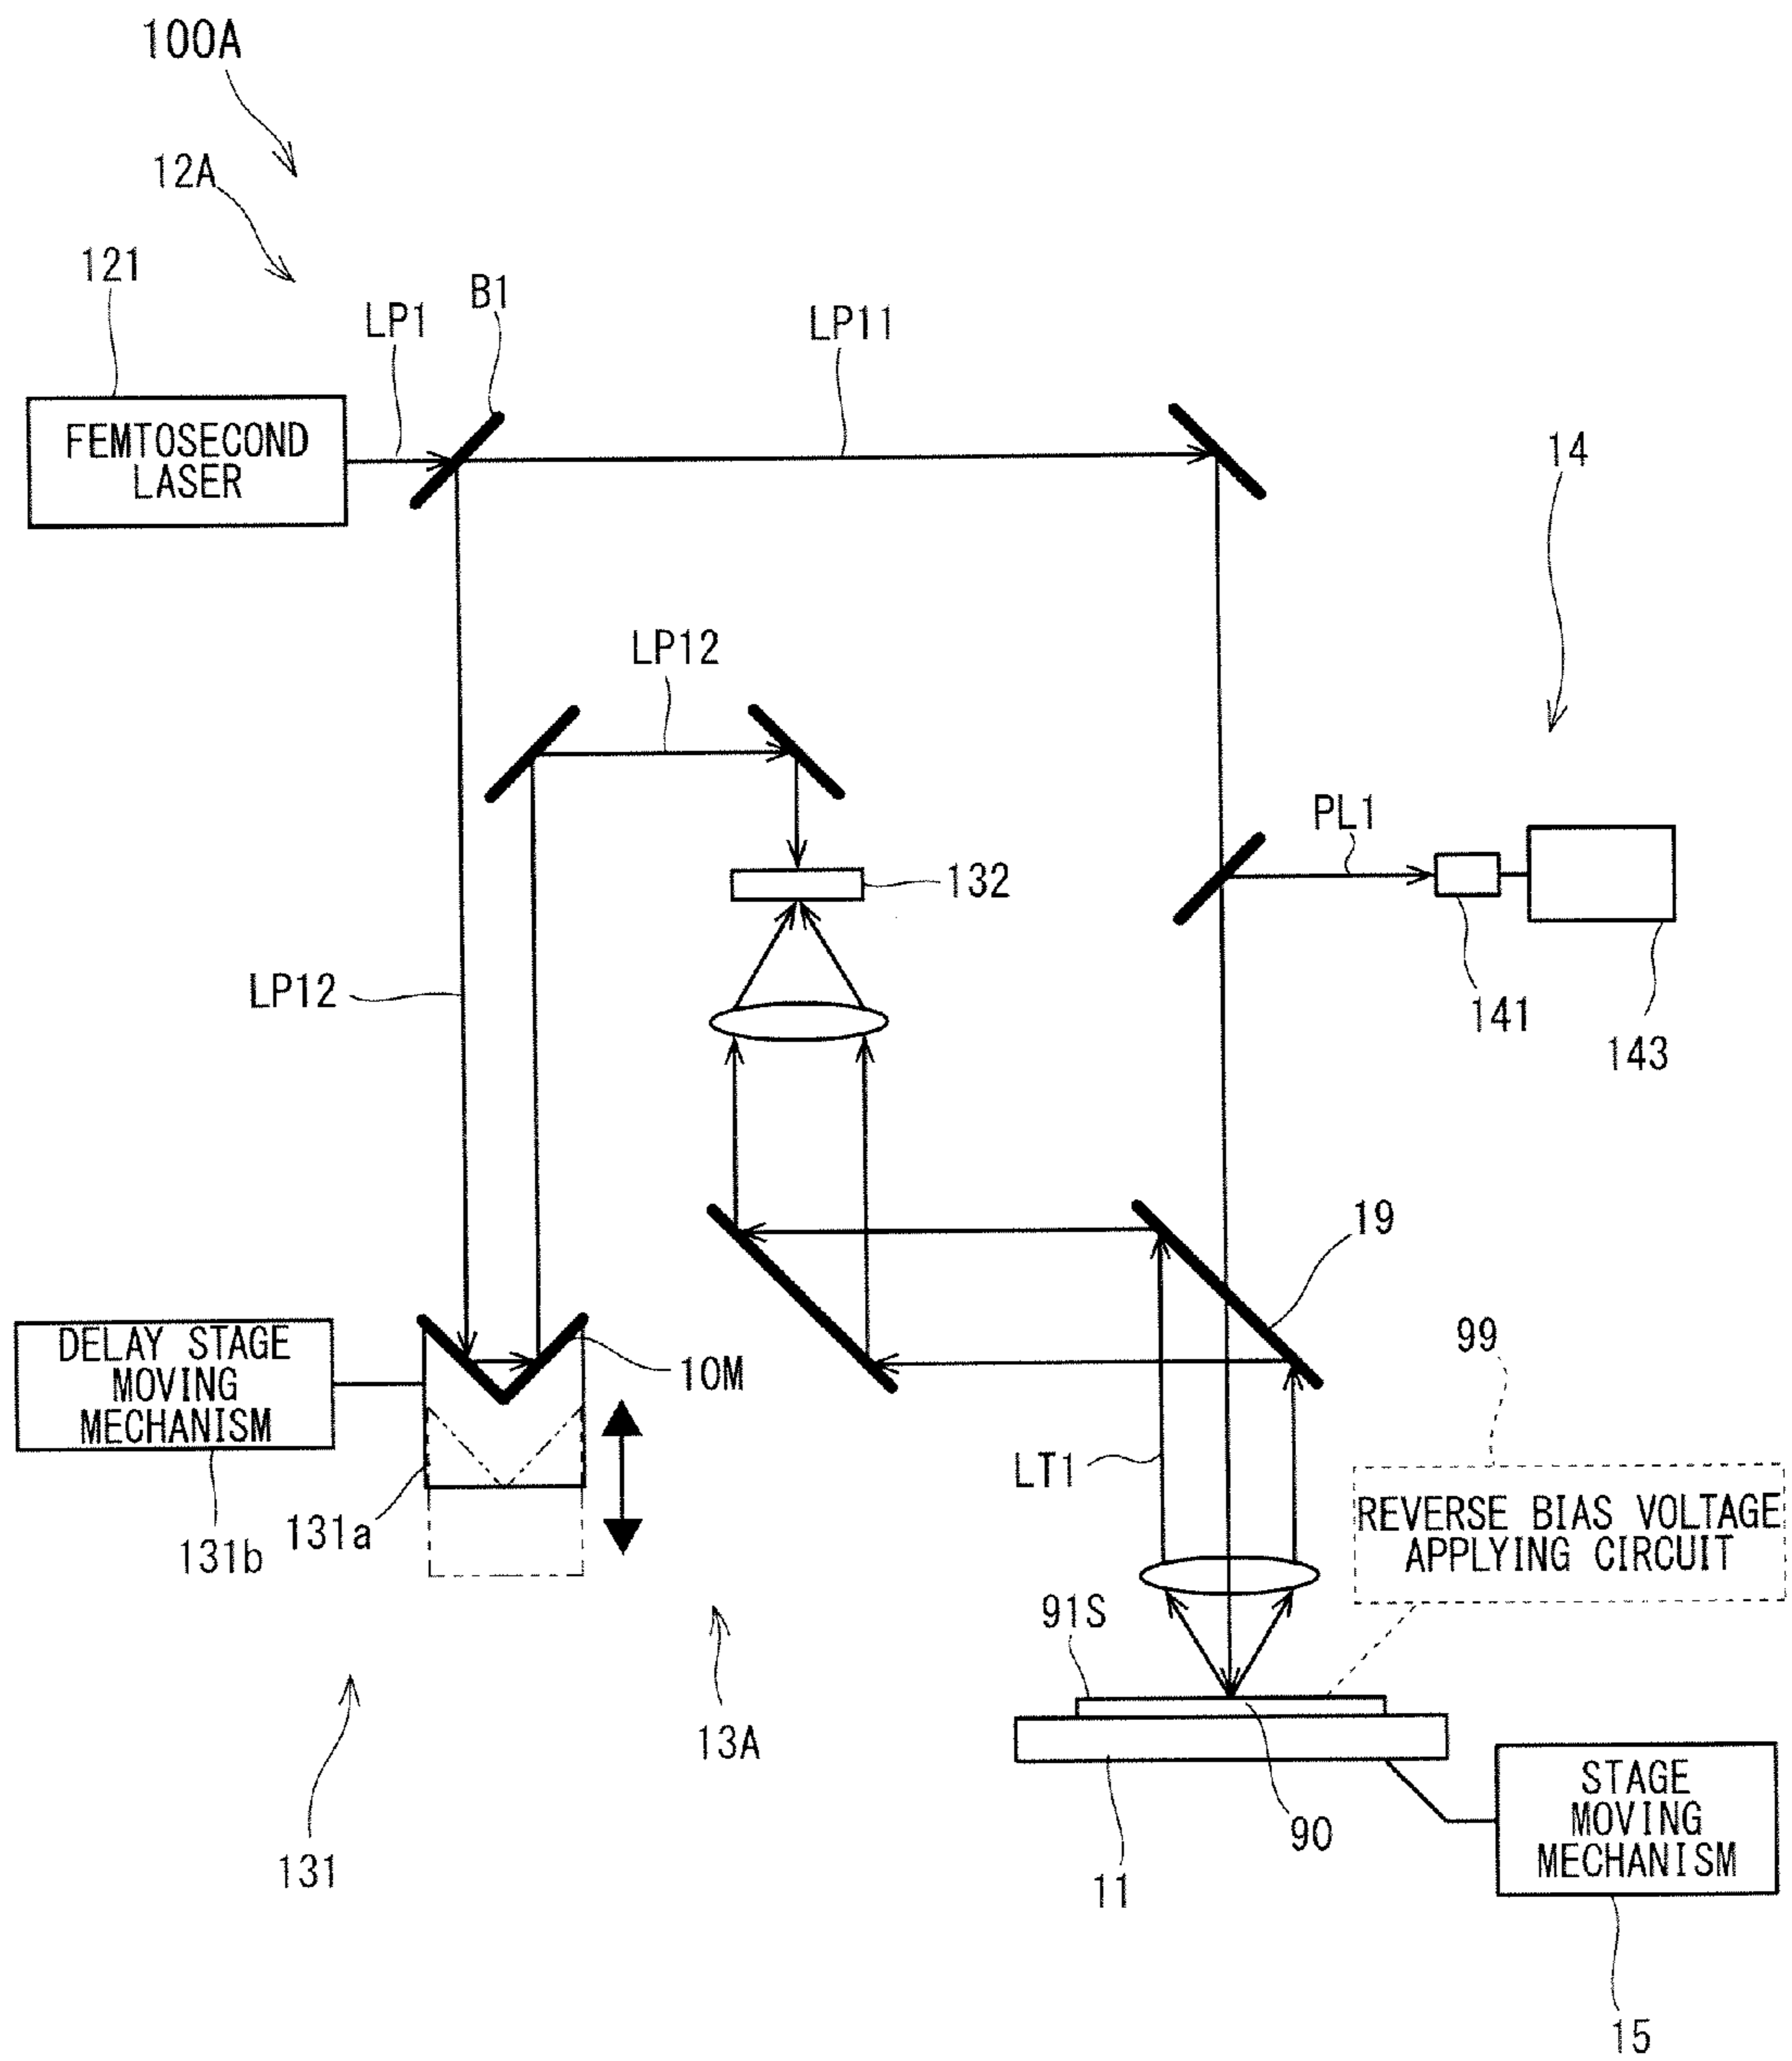 100A
12A
121
B1
LP1
LP11
FEMTOSECOND
LASER
14
LP12
PL1
132
LP12
141
143
19
DELAY STAGE
MOVING
MECHANISM
10M
99
LT1
REVERSE BIAS VOLTAGE
APPLYING CIRCUIT
131a
131b
91S
13A
STAGE
MOVING
MECHANISM
90
131
11
15